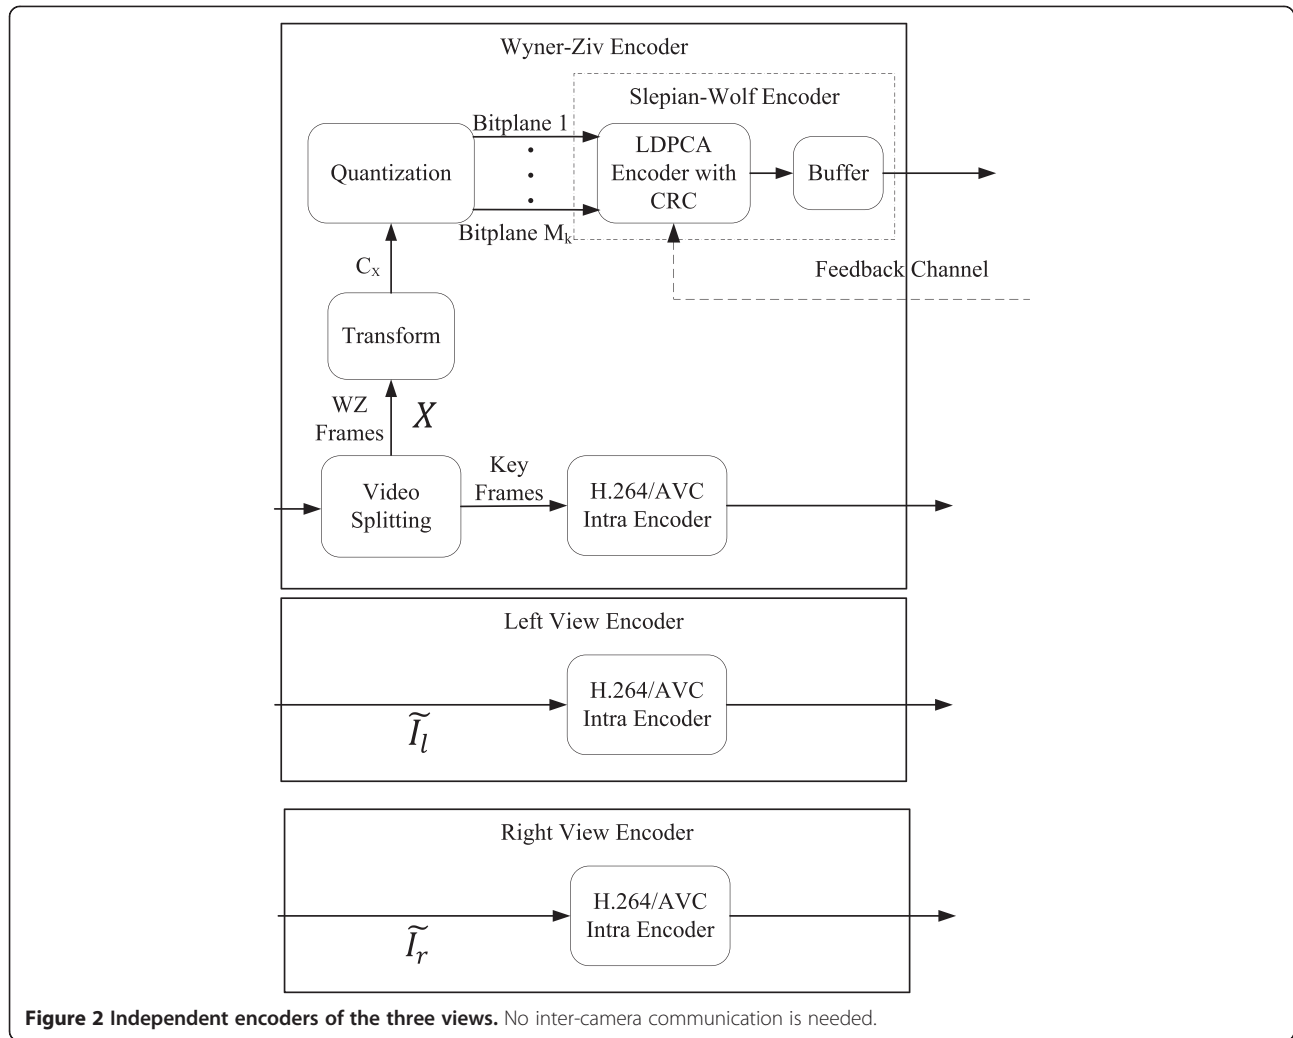 Wyner-Ziv Encoder
Slepian-Wolf Encoder
Bitplane 1
Quantization
LDPCA
Encoder with
CRC
Buffer
Bitplane Mk
Cx
Feedback Channel
Transform
WZ
Frames
X
Key
Frames
Video
Splitting
H.264/AVC
Intra Encoder
Left View Encoder
H.264/AVC
Intra Encoder
Ĩl
Right View Encoder
H.264/AVC
Intra Encoder
Ĩr
Figure 2 Independent encoders of the three views. No inter-camera communication is needed.